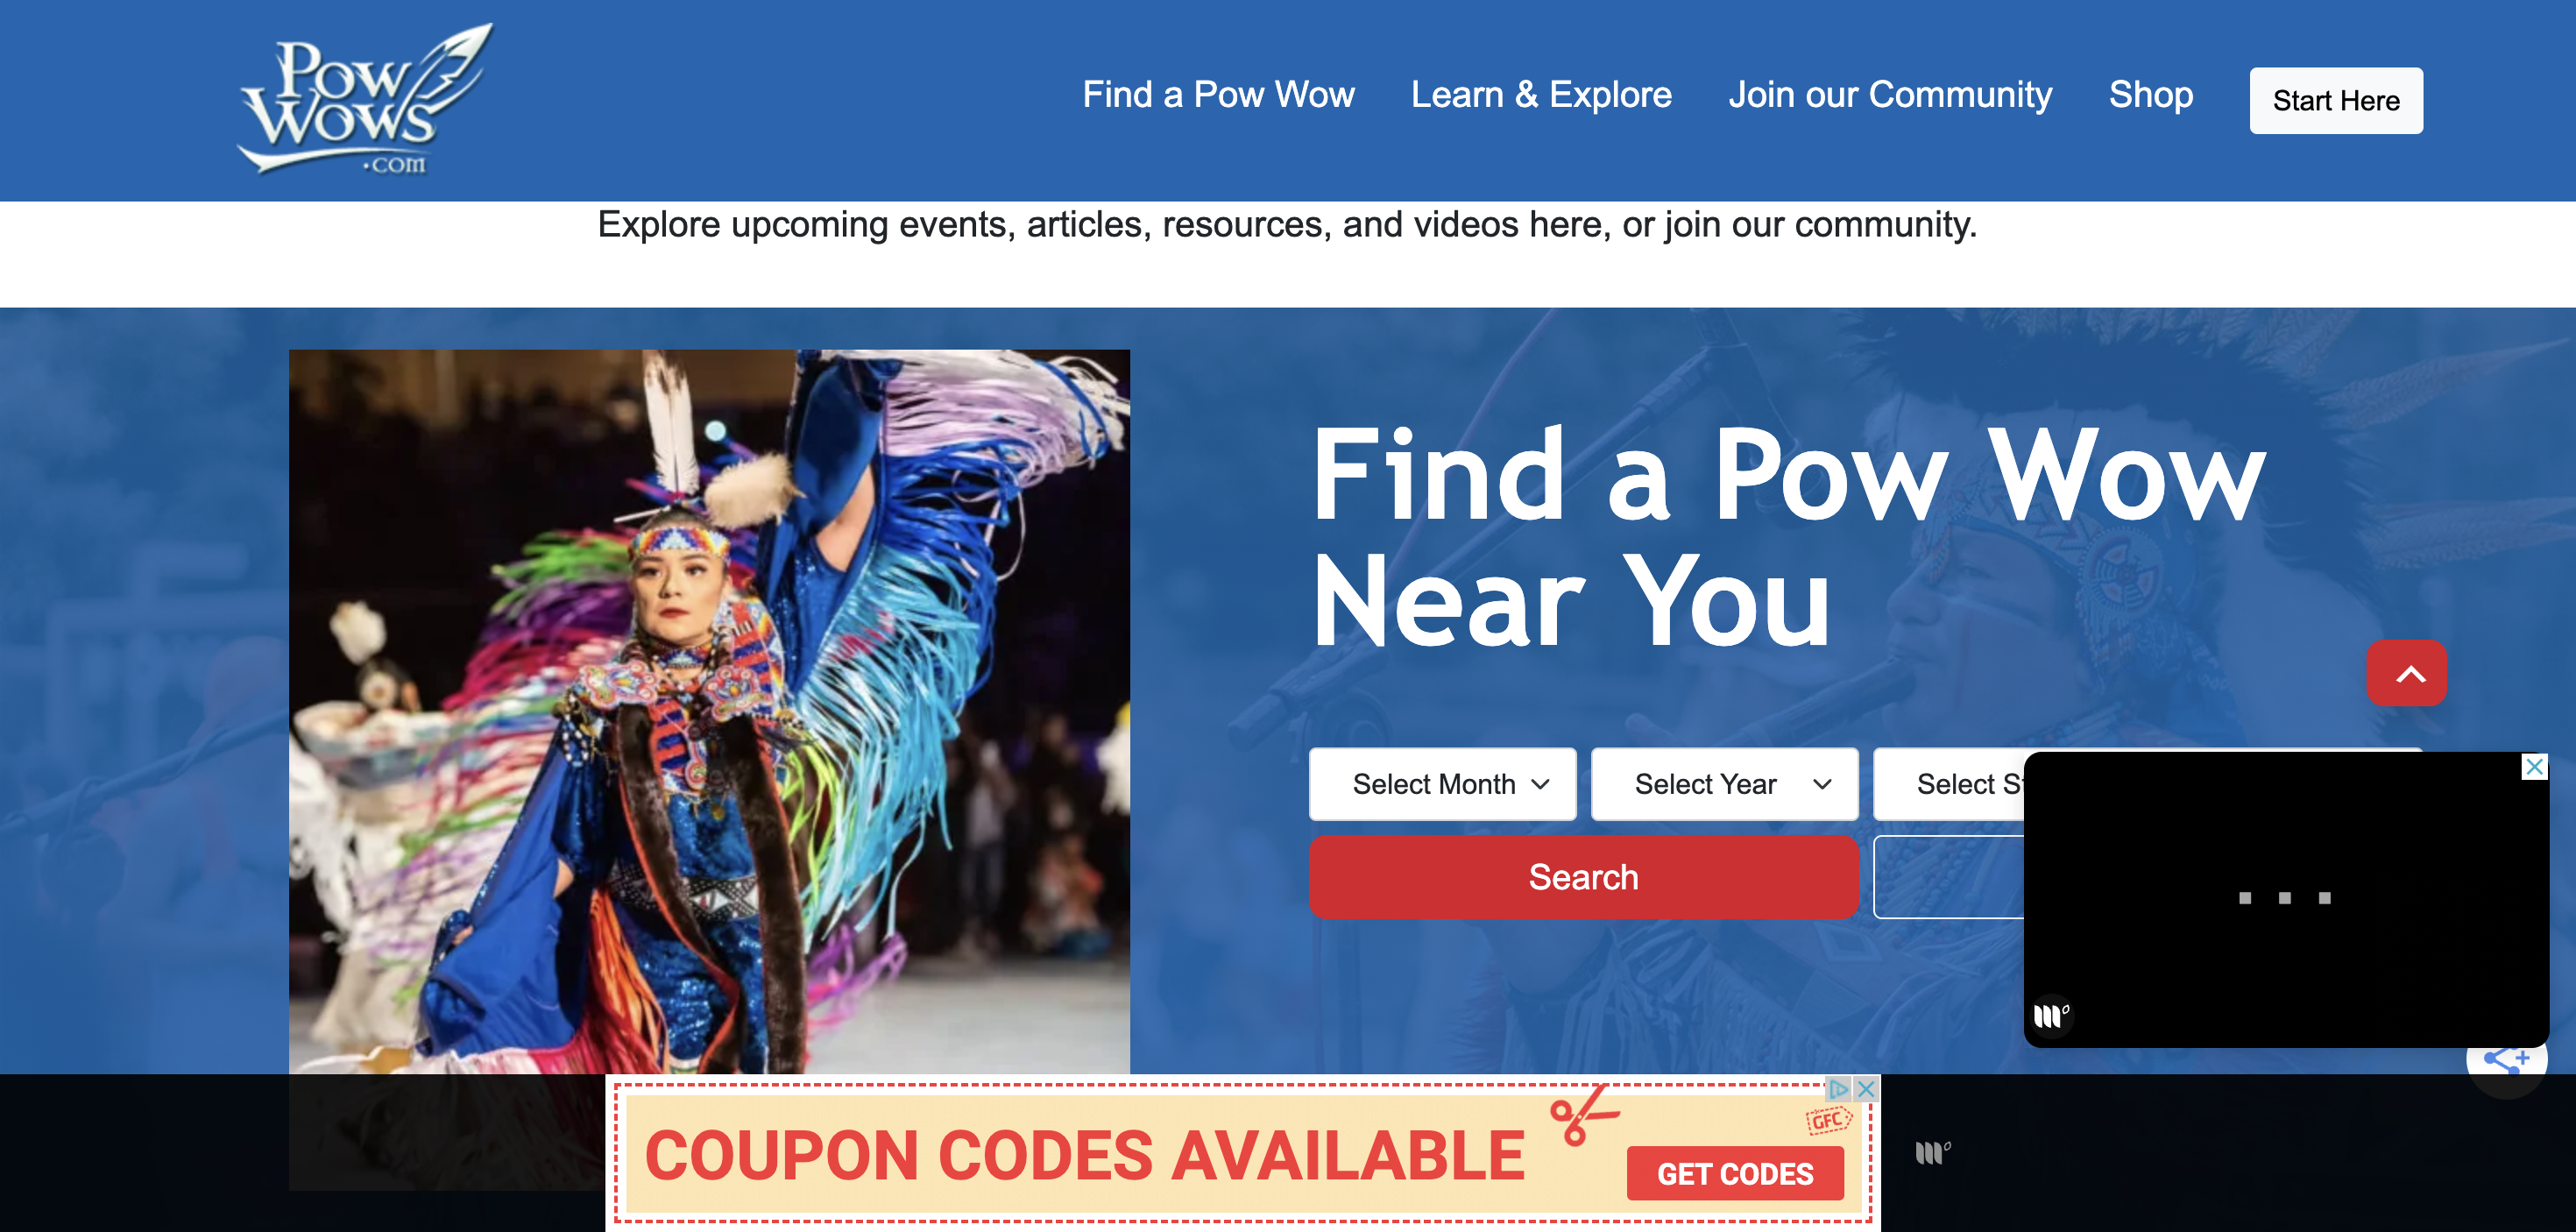 Pow
Wows
.com
Find a Pow Wow
Learn & Explore
Join our Community
Shop
Start Here
Explore upcoming events, articles, resources, and videos here, or join our community.
Find a Pow Wow
Near You
Select Month
Select Year
Select
Search
COUPON CODES AVAILABLE
GFC
GET CODES